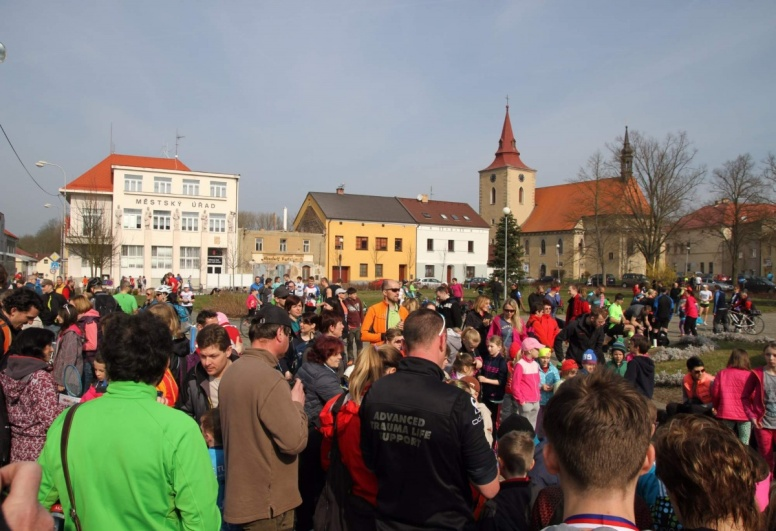 MĚSTSKÝ ÚŘAD
ADVANCED
TRAUMA LIFE
SUPPORT